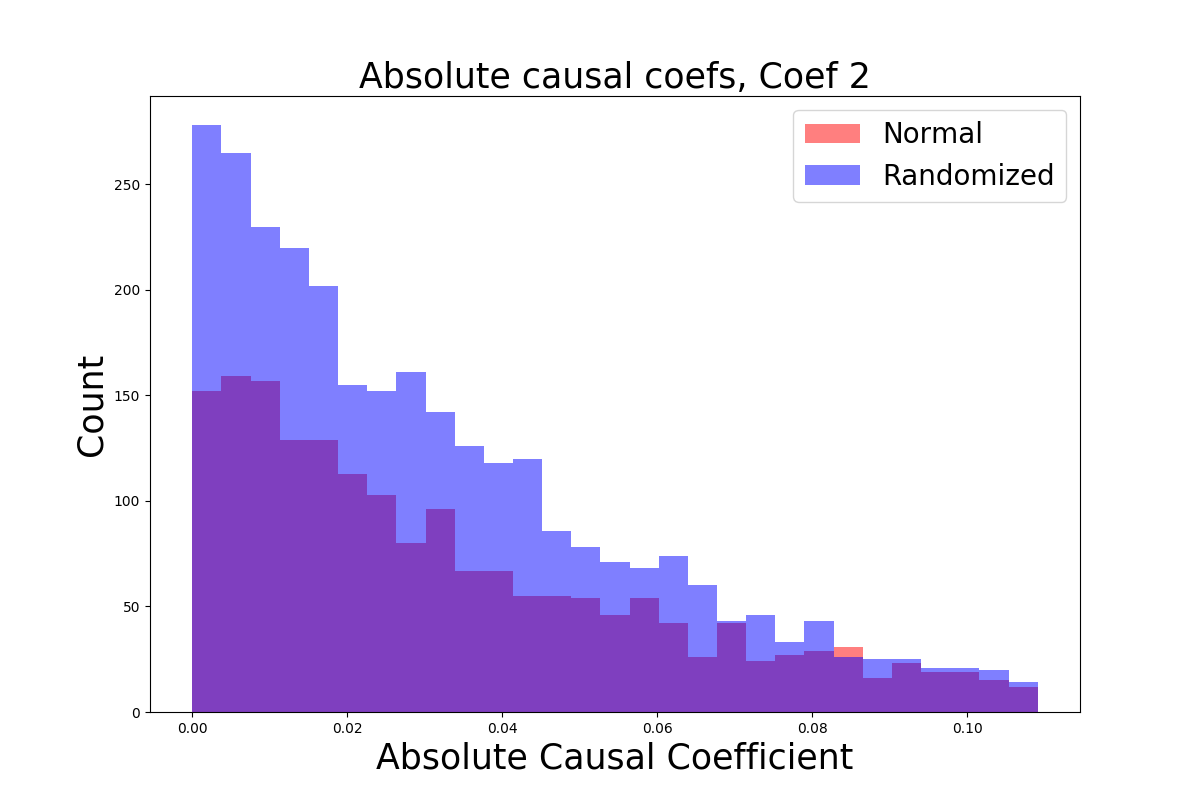 Absolute causal coefs, Coef 2
Normal
Randomized
250
200
150
100
50
0
Count
0.00 0.02 0.04 0.06 0.08 0.10
Absolute Causal Coefficient